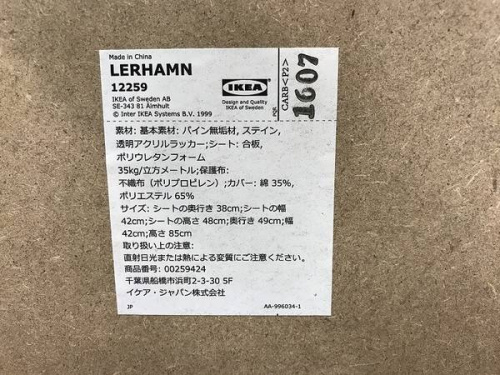 Made in China
LERHAMN
12259
IKEA of Sweden AB
SE-343 81 Älmhult
© Inter IKEA Systems B.V. 1999
IKEA
Design and Quality
IKEA of Sweden
PQR
CARB<P2>
1607
素材: 基本素材: パイン無垢材, ステイン,
透明アクリルラッカー;シート: 合板,
ポリウレタンフォーム
35kg/立方メートル;保護布:
不織布（ポリプロピレン）;カバー: 綿 35%,
ポリエステル 65%
サイズ: シートの奥行き 38cm;シートの幅
42cm;シートの高さ 48cm;奥行き 49cm;幅
42cm;高さ 85cm
取り扱い上の注意:
直射日光または熱による変質にご注意ください。
商品番号: 00259424
千葉県船橋市浜町2-3-30 5F
イケア・ジャパン株式会社
JP
AA-996034-1